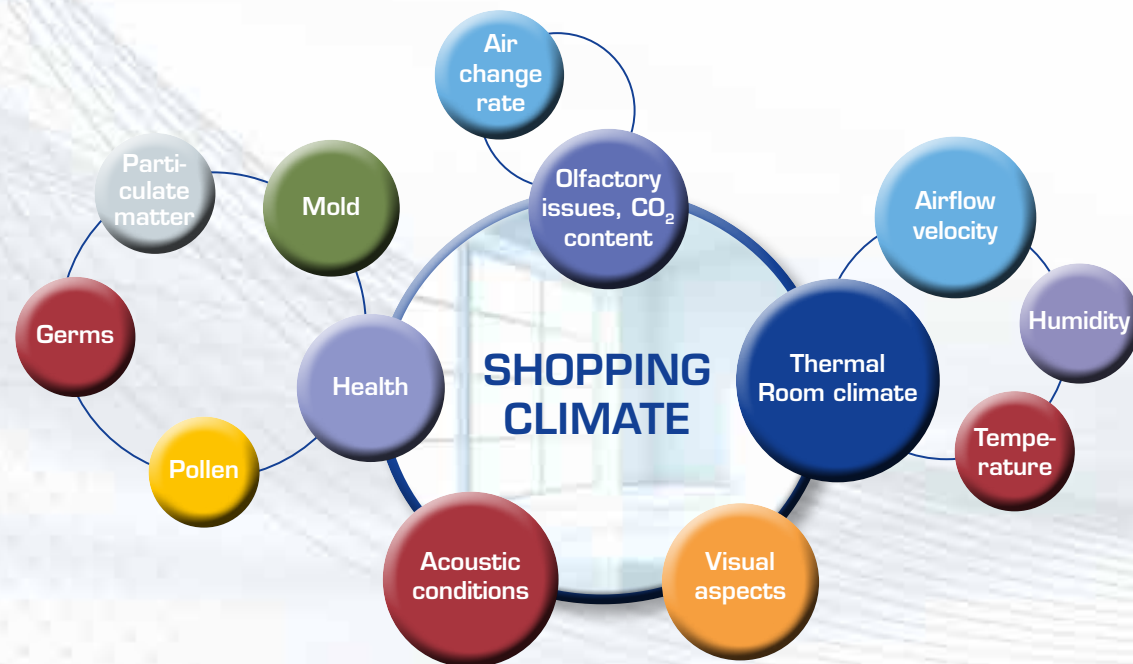 Air
change
rate
Parti-
culate
matter
Mold
Olfactory
issues, CO₂
content
Airflow
velocity
Germs
Health
SHOPPING
CLIMATE
Thermal
Room climate
Humidity
Pollen
Tempe-
rature
Acoustic
conditions
Visual
aspects